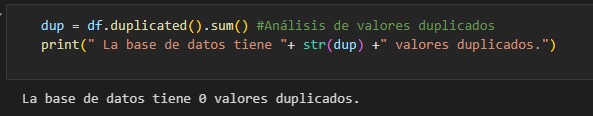 dup = df.duplicated().sum() #Análisis de valores duplicados
print(" La base de datos tiene "+ str(dup) +" valores duplicados.")
La base de datos tiene 0 valores duplicados.